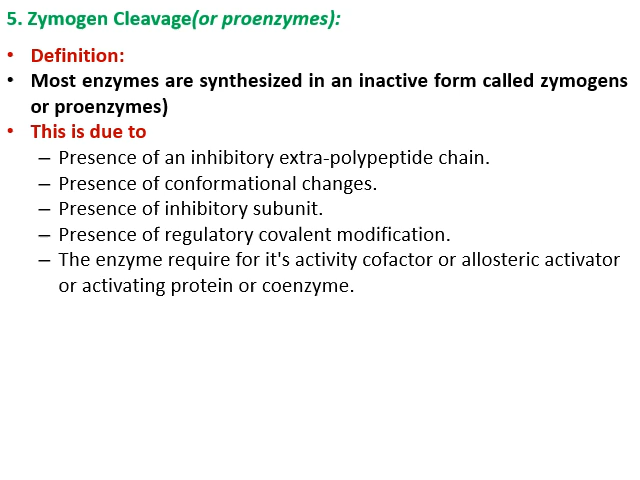 5. Zymogen Cleavage(or proenzymes):
• Definition:
• Most enzymes are synthesized in an inactive form called zymogens
or proenzymes)
• This is due to
– Presence of an inhibitory extra-polypeptide chain.
– Presence of conformational changes.
– Presence of inhibitory subunit.
– Presence of regulatory covalent modification.
– The enzyme require for it's activity cofactor or allosteric activator
or activating protein or coenzyme.